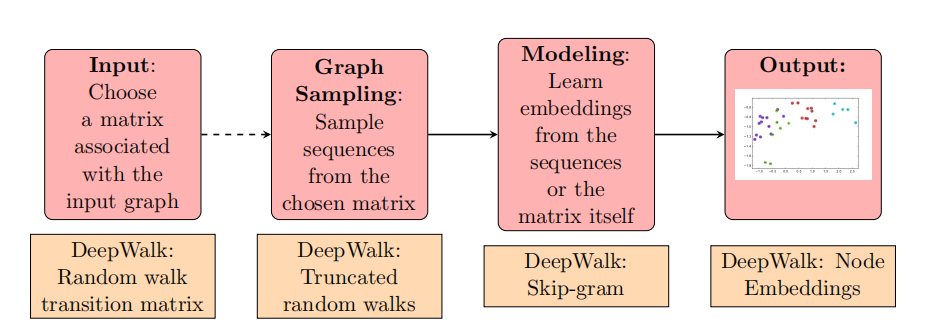 Input:
Choose
a matrix
associated
with the
input graph
Graph
Sampling:
Sample
sequences
from the
chosen matrix
Modeling:
Learn
embeddings
from the
sequences
or the
matrix itself
Output:
DeepWalk:
Random walk
transition matrix
DeepWalk:
Truncated
random walks
DeepWalk:
Skip-gram
DeepWalk: Node
Embeddings